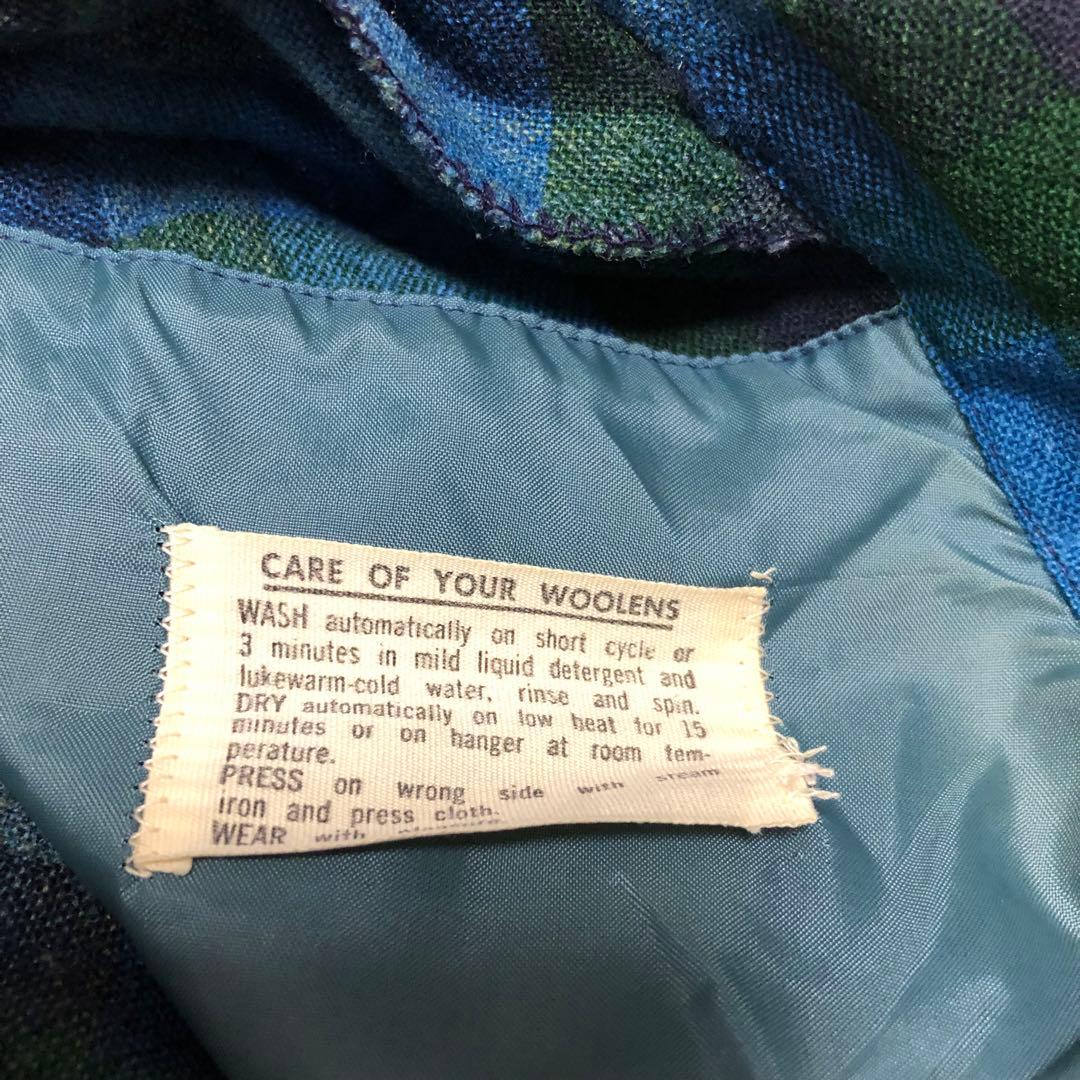 CARE OF YOUR WOOLENS
WASH automatically on short cycle or
3 minutes in mild liquid detergent and
lukewarm-cold water, rinse and spin.
DRY automatically on low heat for 15
minutes or on hanger at room tem-
perature.
PRESS on wrong side with steam
iron and press cloth.
WEAR with pleasure.